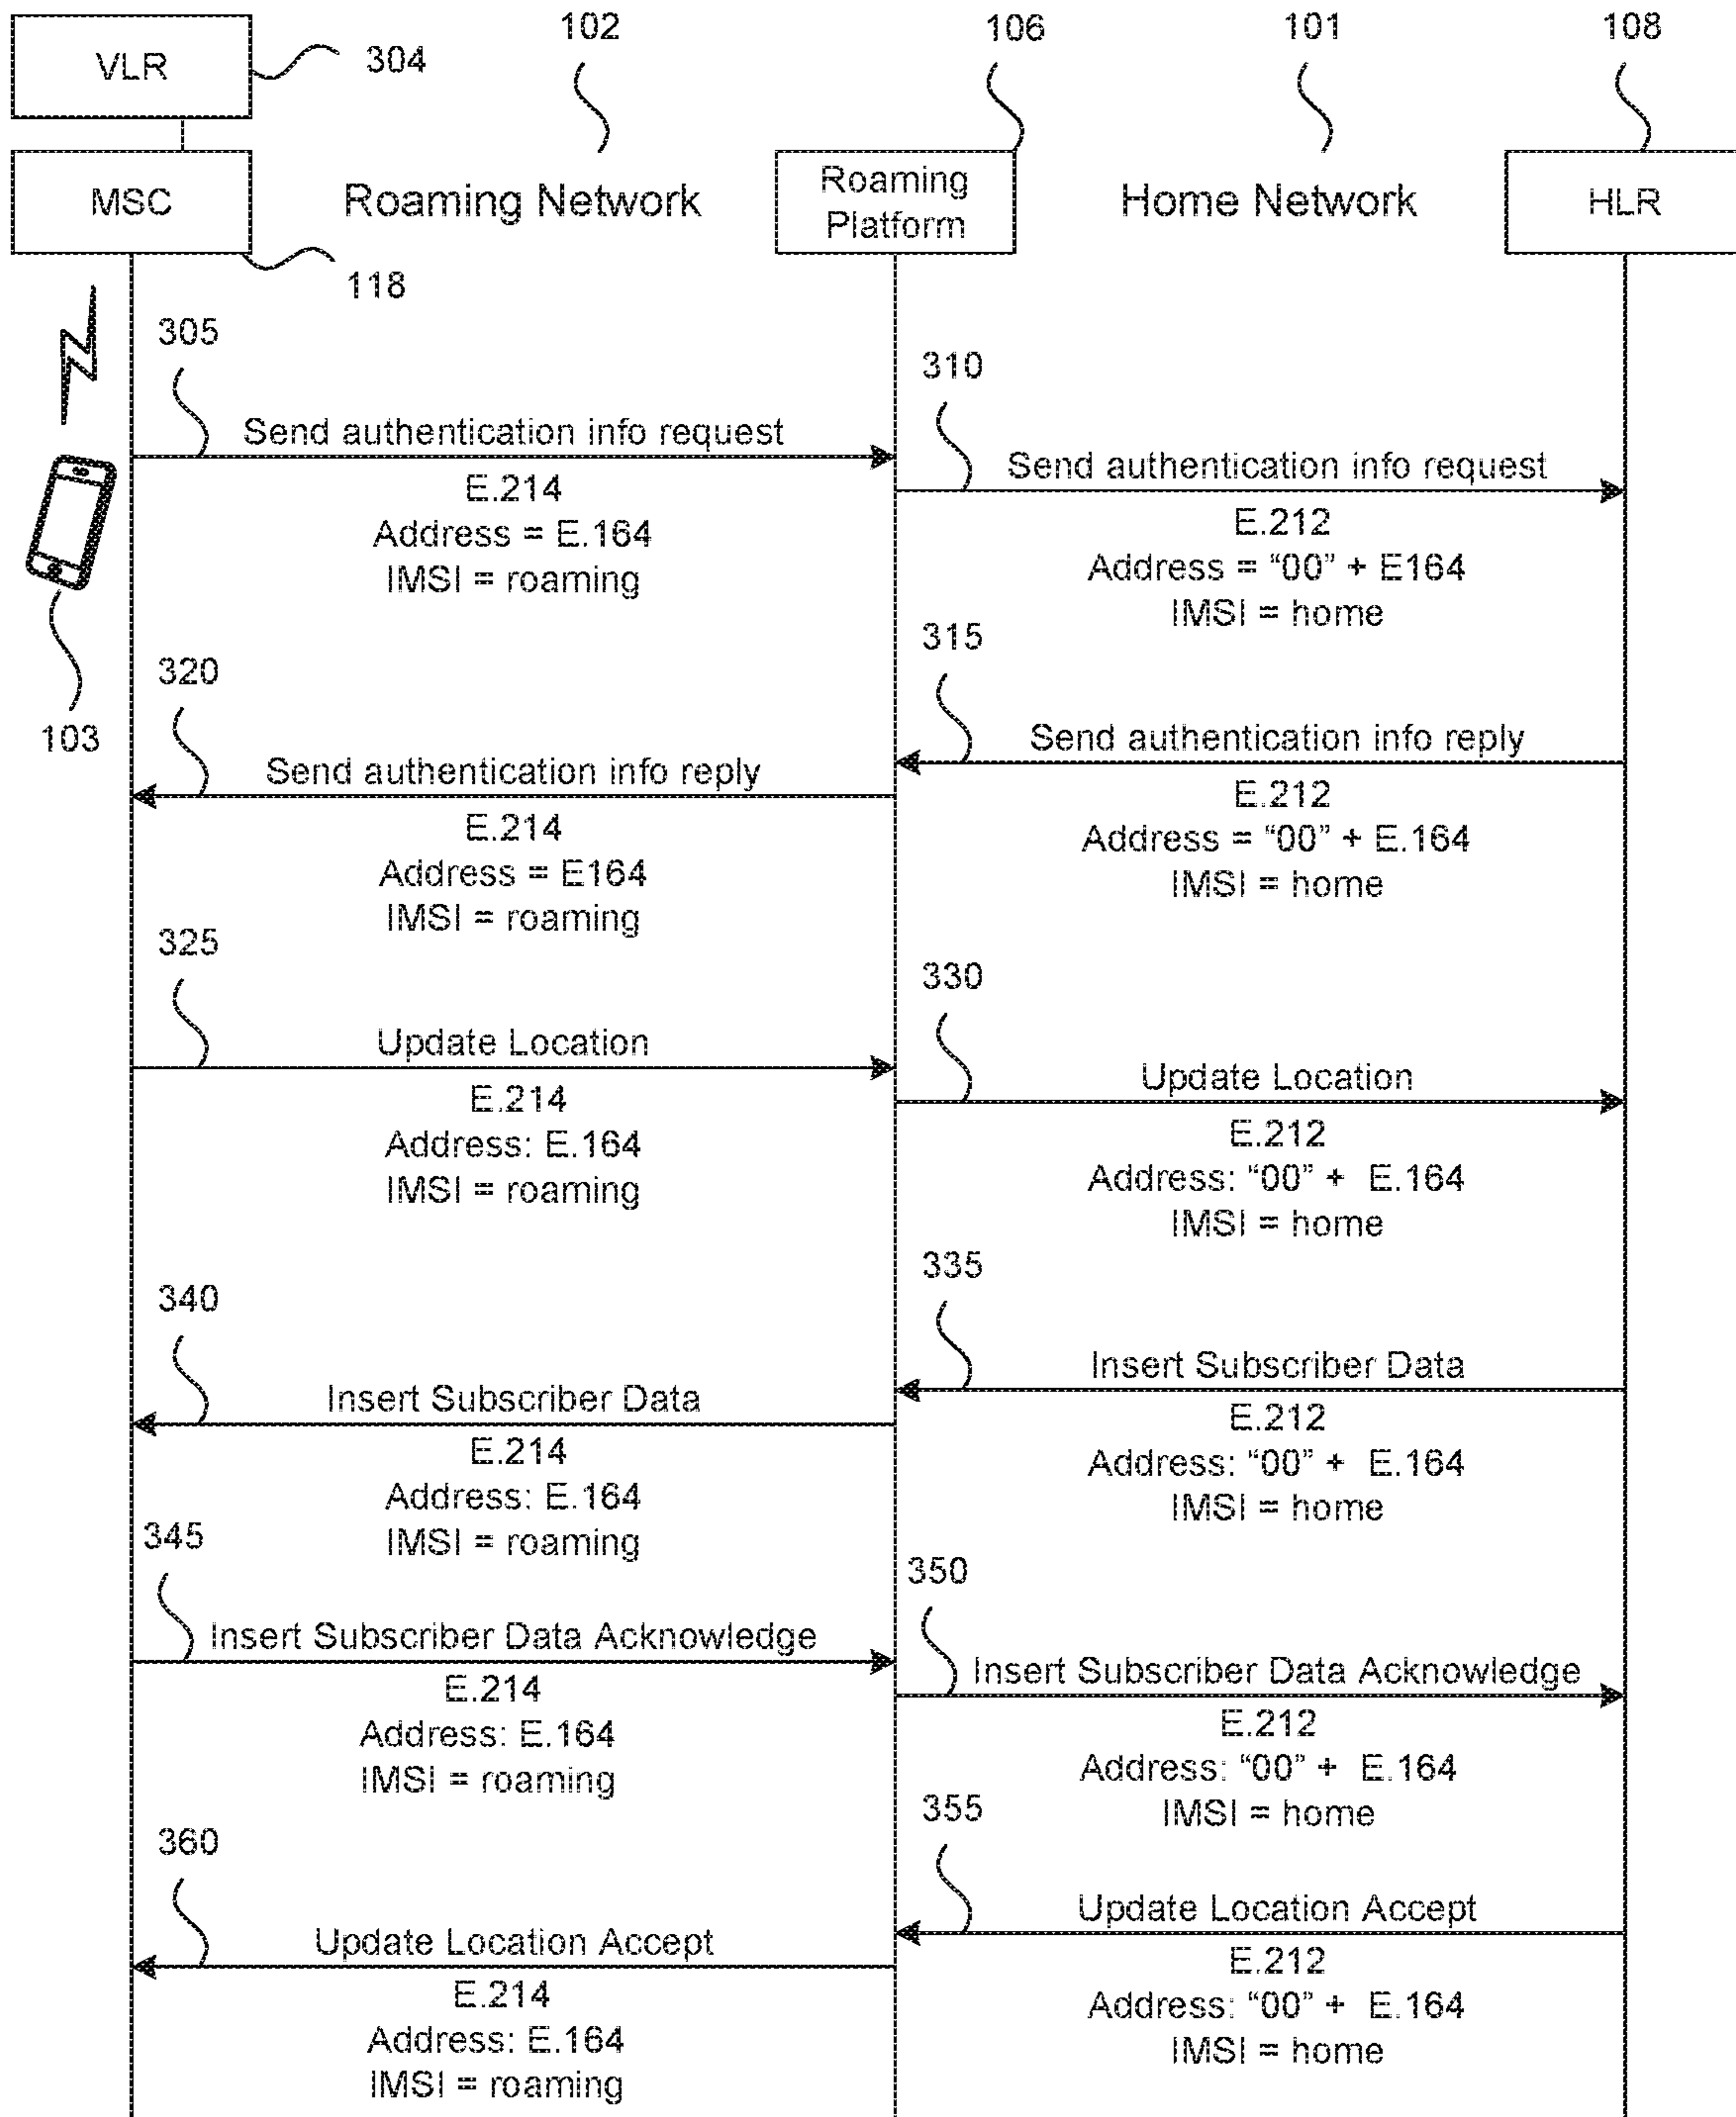 102
106
101
108
VLR
304
MSC
Roaming Network
Roaming
Platform
Home Network
HLR
118
305
310
Send authentication info request
E.214
Address = E.164
IMSI = roaming
Send authentication info request
E.212
Address = “00” + E164
IMSI = home
103
320
315
Send authentication info reply
E.212
Address = “00” + E.164
IMSI = home
Send authentication info reply
E.214
Address = E164
IMSI = roaming
325
330
Update Location
E.214
Address: E.164
IMSI = roaming
Update Location
E.212
Address: “00” + E.164
IMSI = home
340
335
Insert Subscriber Data
E.212
Address: “00” + E.164
IMSI = home
Insert Subscriber Data
E.214
Address: E.164
IMSI = roaming
345
350
Insert Subscriber Data Acknowledge
E.214
Address: E.164
IMSI = roaming
Insert Subscriber Data Acknowledge
E.212
Address: “00” + E.164
IMSI = home
360
355
Update Location Accept
E.212
Address: “00” + E.164
IMSI = home
Update Location Accept
E.214
Address: E.164
IMSI = roaming